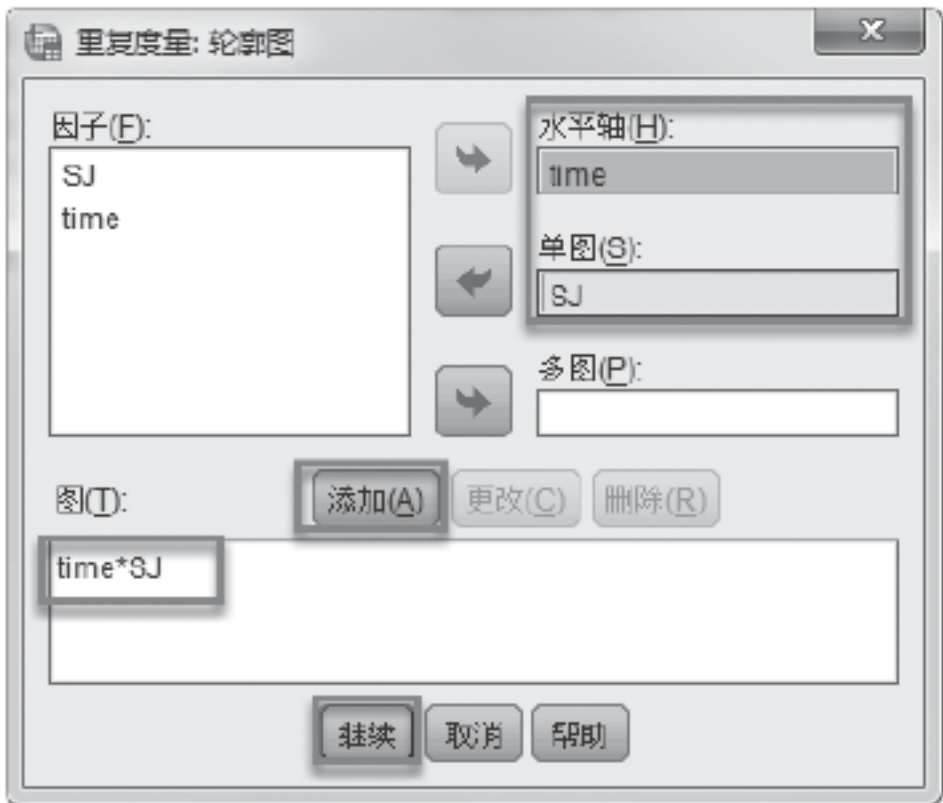 重复度量: 轮廓图
因子(F):
SJ
time
水平轴(H):
time
单图(S):
SJ
多图(P):
图(T):
添加(A) 更改(C) 删除(R)
time*SJ
继续 取消 帮助